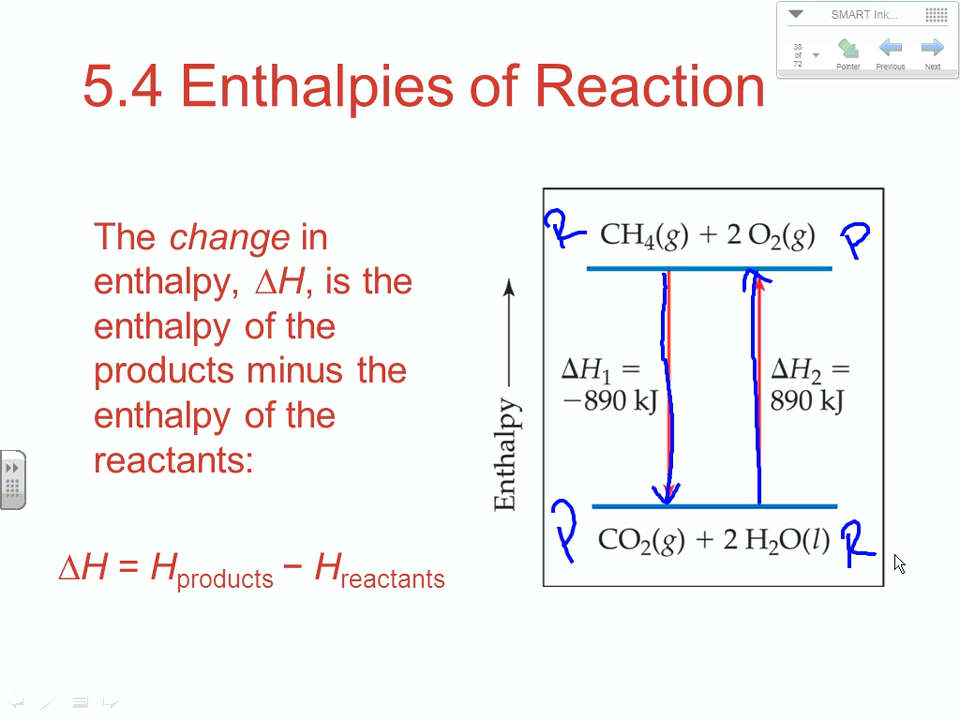 SMART Ink...
38
of
72
Pointer Previous Next
5.4 Enthalpies of Reaction
The change in
enthalpy, ΔH, is the
enthalpy of the
products minus the
enthalpy of the
reactants:
ΔH = Hproducts − Hreactants
R CH₄(g) + 2 O₂(g) P
Enthalpy
ΔH₁ =
−890 kJ
ΔH₂ =
890 kJ
P CO₂(g) + 2 H₂O(l) R